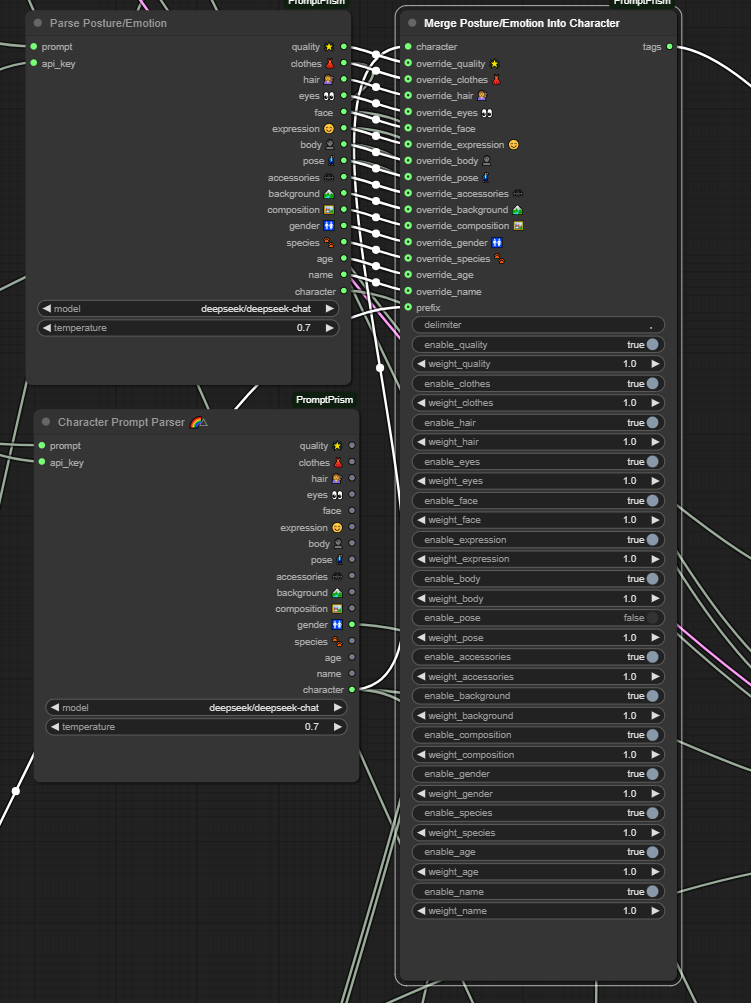 PromptPrism
Parse Posture/Emotion
prompt
api_key
quality ⭐
clothes 👗
hair 💇
eyes 👀
face
expression 😊
body 👤
pose 🕴
accessories 🕶
background 🏞
composition 🖼
gender 🚻
species 🐾
age
name
character
model deepseek/deepseek-chat
temperature 0.7
PromptPrism
Character Prompt Parser 🌈
prompt
api_key
quality ⭐
clothes 👗
hair 💇
eyes 👀
face
expression 😊
body 👤
pose 🕴
accessories 🕶
background 🏞
composition 🖼
gender 🚻
species 🐾
age
name
character
model deepseek/deepseek-chat
temperature 0.7
PromptPrism
Merge Posture/Emotion Into Character
character
tags
override_quality ⭐
override_clothes 👗
override_hair 💇
override_eyes 👀
override_face
override_expression 😊
override_body 👤
override_pose 🕴
override_accessories 🕶
override_background 🏞
override_composition 🖼
override_gender 🚻
override_species 🐾
override_age
override_name
prefix
delimiter .
enable_quality true
weight_quality 1.0
enable_clothes true
weight_clothes 1.0
enable_hair true
weight_hair 1.0
enable_eyes true
weight_eyes 1.0
enable_face true
weight_face 1.0
enable_expression true
weight_expression 1.0
enable_body true
weight_body 1.0
enable_pose false
weight_pose 1.0
enable_accessories true
weight_accessories 1.0
enable_background true
weight_background 1.0
enable_composition true
weight_composition 1.0
enable_gender true
weight_gender 1.0
enable_species true
weight_species 1.0
enable_age true
weight_age 1.0
enable_name true
weight_name 1.0